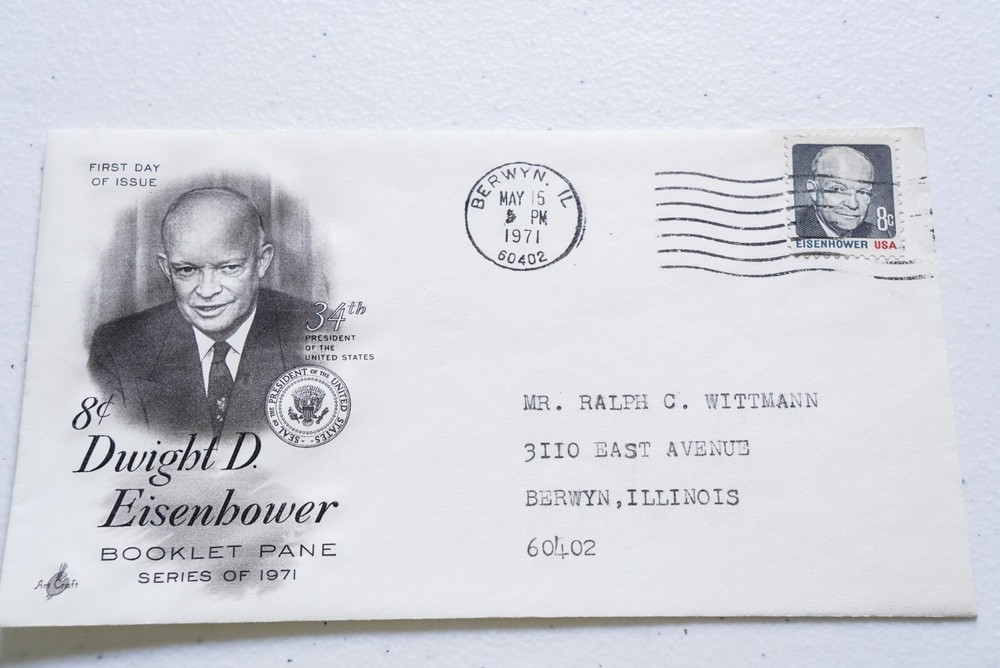 FIRST DAY
OF ISSUE
34th
PRESIDENT
OF THE
UNITED STATES
SEAL OF THE PRESIDENT OF THE UNITED STATES
8¢
Dwight D.
Eisenhower
BOOKLET PANE
SERIES OF 1971
Art Craft
BERWYN, IL
MAY 15
PM
1971
60402
8c
EISENHOWER USA
MR. RALPH C. WITTMANN
3110 EAST AVENUE
BERWYN,ILLINOIS
60402